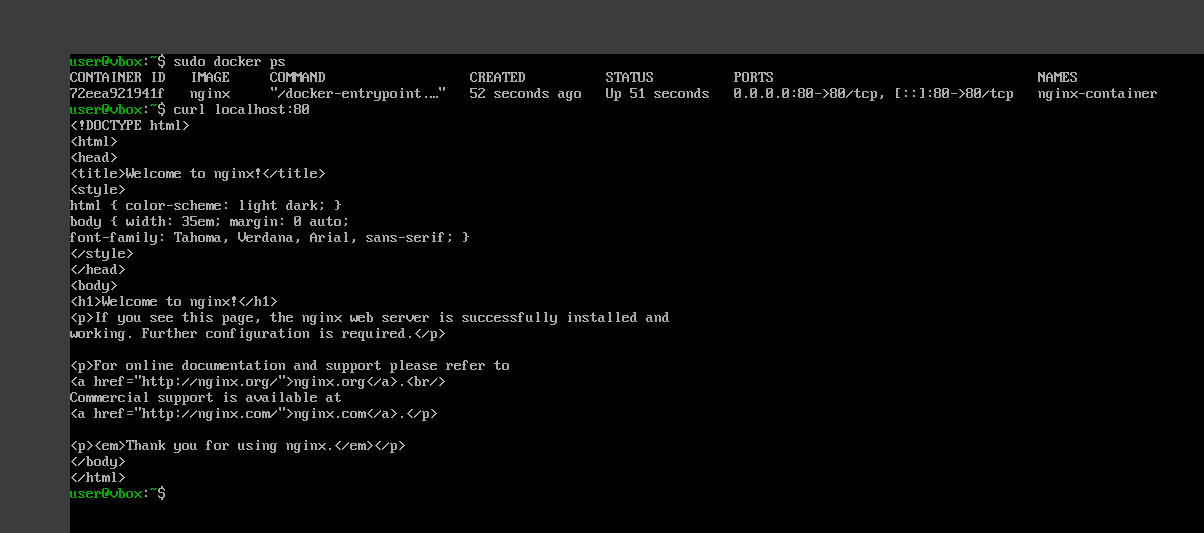 user@vbox:~$ sudo docker ps
CONTAINER ID   IMAGE     COMMAND                  CREATED          STATUS          PORTS                                 NAMES
72eea921941f   nginx     "/docker-entrypoint.…"   52 seconds ago   Up 51 seconds   0.0.0.0:80->80/tcp, [::]:80->80/tcp   nginx-container
user@vbox:~$ curl localhost:80
<!DOCTYPE html>
<html>
<head>
<title>Welcome to nginx!</title>
<style>
html { color-scheme: light dark; }
body { width: 35em; margin: 0 auto;
font-family: Tahoma, Verdana, Arial, sans-serif; }
</style>
</head>
<body>
<h1>Welcome to nginx!</h1>
<p>If you see this page, the nginx web server is successfully installed and
working. Further configuration is required.</p>

<p>For online documentation and support please refer to
<a href="http://nginx.org/">nginx.org</a>.<br/>
Commercial support is available at
<a href="http://nginx.com/">nginx.com</a>.</p>

<p><em>Thank you for using nginx.</em></p>
</body>
</html>
user@vbox:~$